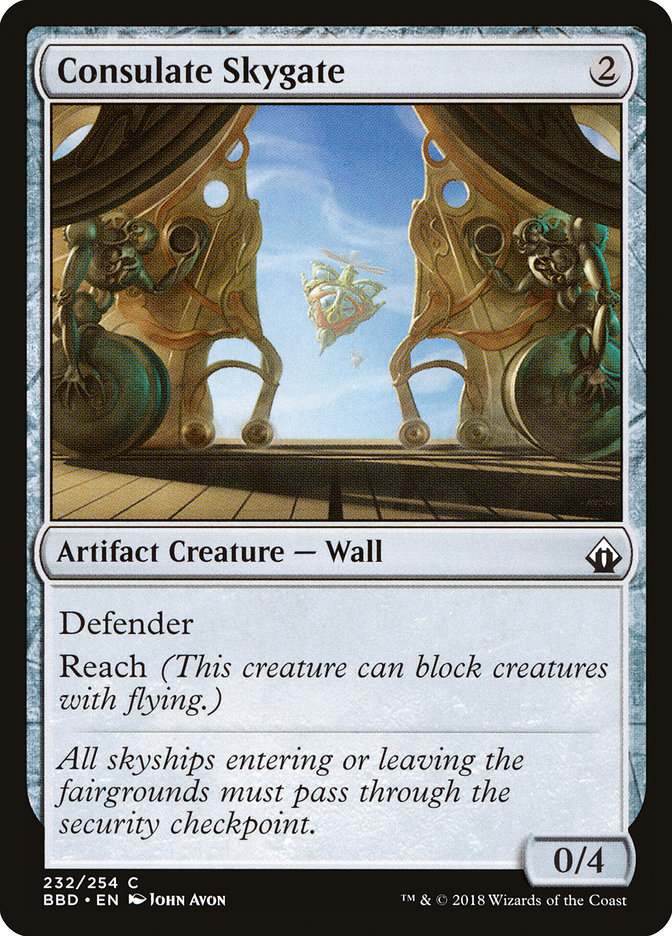 Consulate Skygate 2
Artifact Creature — Wall
Defender
Reach (This creature can block creatures
with flying.)
All skyships entering or leaving the
fairgrounds must pass through the
security checkpoint.
0/4
232/254 C
BBD • EN John Avon
™ & © 2018 Wizards of the Coast